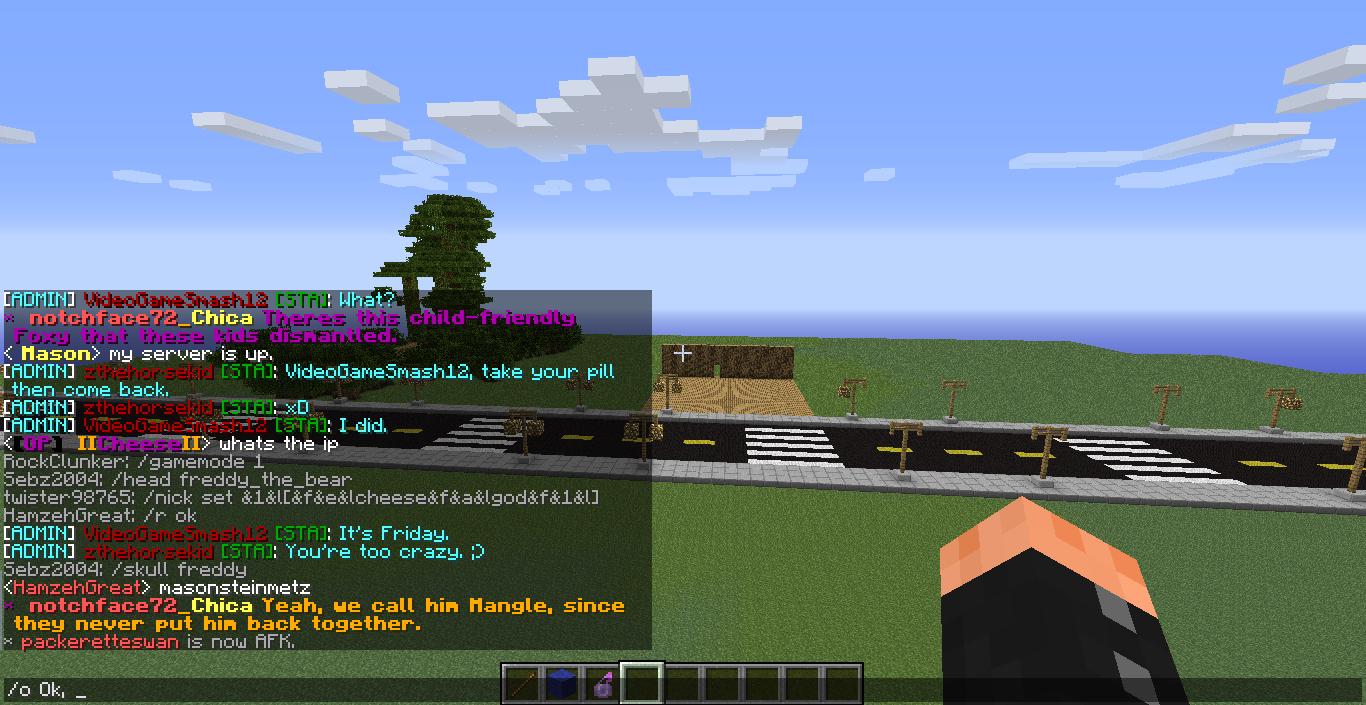 [ADMIN] VideoGameSmash12 [STA]: What?
* notchface72_Chica Theres this child-friendly
Foxy that these kids dismantled.
< Mason> my server is up.
[ADMIN] zthehorsekid [STA]: VideoGameSmash12, take your pill
then come back.
[ADMIN] zthehorsekid [STA]: xD
[ADMIN] VideoGameSmash12 [STA]: I did.
<[OP] IICheeseII> whats the ip
RockClunker: /gamemode 1
Sebz2004: /head freddy_the_bear
twister98765: /nick set &1&l[&f&e&lcheese&f&a&lgod&f&1&l]
HamzehGreat: /r ok
[ADMIN] VideoGameSmash12 [STA]: It's Friday.
[ADMIN] zthehorsekid [STA]: You're too crazy. ;)
Sebz2004: /skull freddy
<HamzehGreat> masonsteinmetz
* notchface72_Chica Yeah, we call him Mangle, since
they never put him back together.
* packeretteswan is now AFK.
/o Ok, _